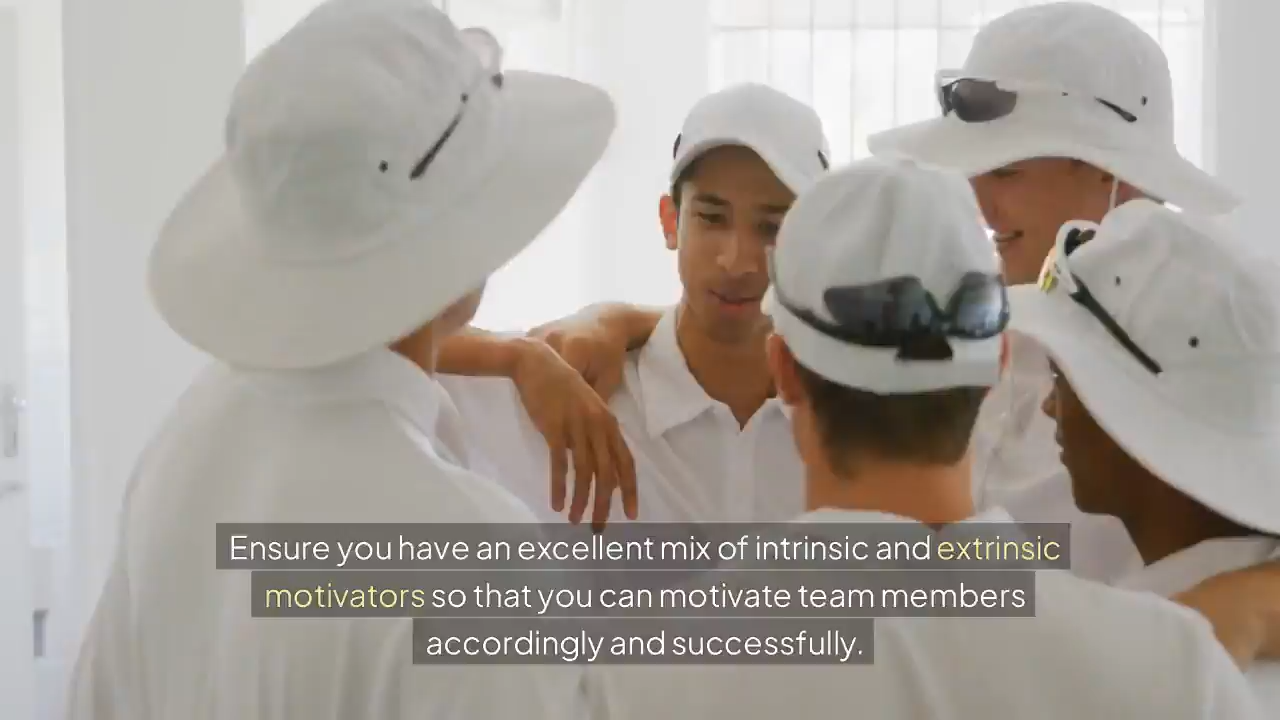 Ensure you have an excellent mix of intrinsic and extrinsic
motivators so that you can motivate team members
accordingly and successfully.